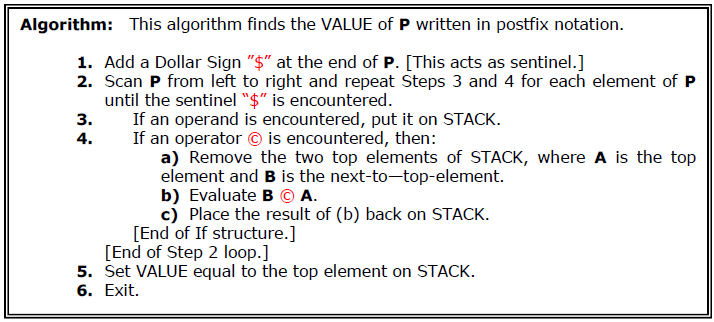 Algorithm: This algorithm finds the VALUE of P written in postfix notation.
1. Add a Dollar Sign "$" at the end of P. [This acts as sentinel.]
2. Scan P from left to right and repeat Steps 3 and 4 for each element of P
until the sentinel "$" is encountered.
3. If an operand is encountered, put it on STACK.
4. If an operator © is encountered, then:
a) Remove the two top elements of STACK, where A is the top
element and B is the next-to—top-element.
b) Evaluate B © A.
c) Place the result of (b) back on STACK.
[End of If structure.]
[End of Step 2 loop.]
5. Set VALUE equal to the top element on STACK.
6. Exit.